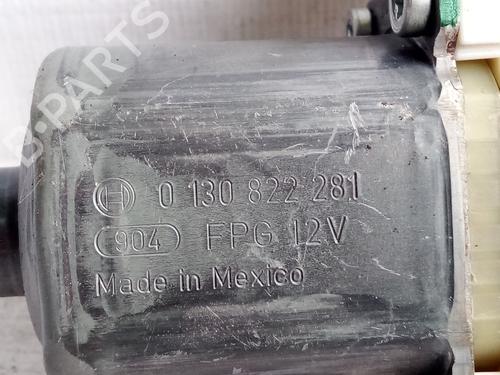 0 130 822 281
904 FPG 12V
Made in Mexico
B-PARTS